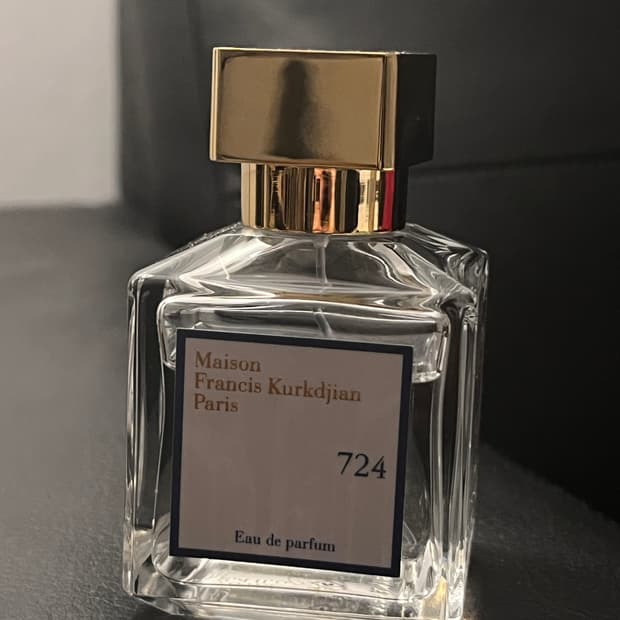 Maison
Francis Kurkdjian
Paris
724
Eau de parfum